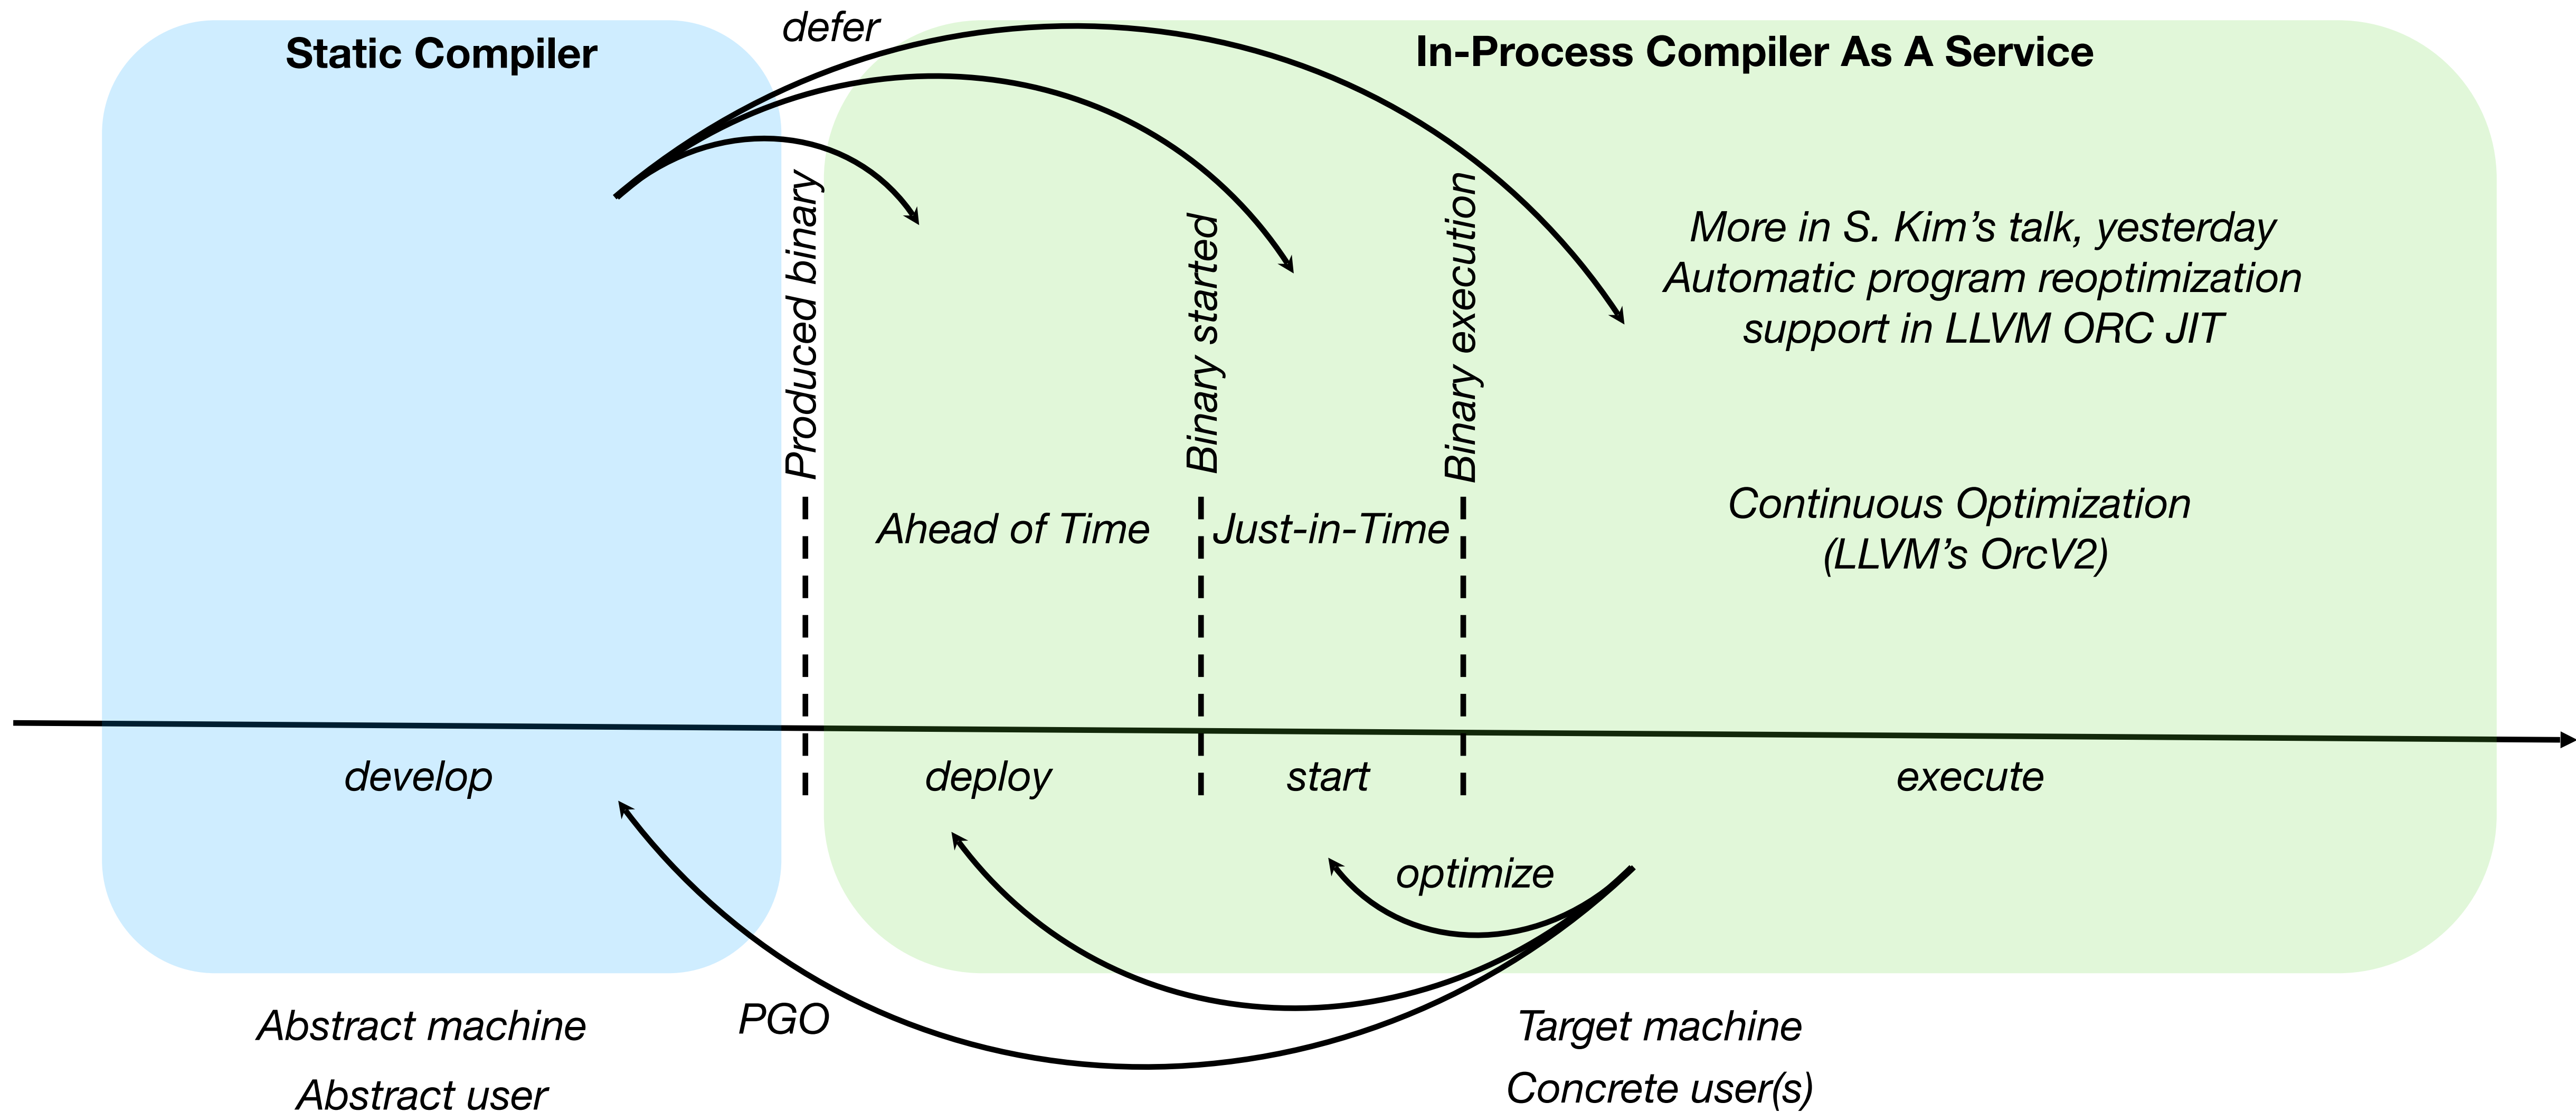 defer
Static Compiler
In-Process Compiler As A Service
Produced binary
Binary started
Binary execution
More in S. Kim’s talk, yesterday
Automatic program reoptimization
support in LLVM ORC JIT
Ahead of Time
Just-in-Time
Continuous Optimization
(LLVM’s OrcV2)
develop
deploy
start
execute
optimize
PGO
Abstract machine
Abstract user
Target machine
Concrete user(s)